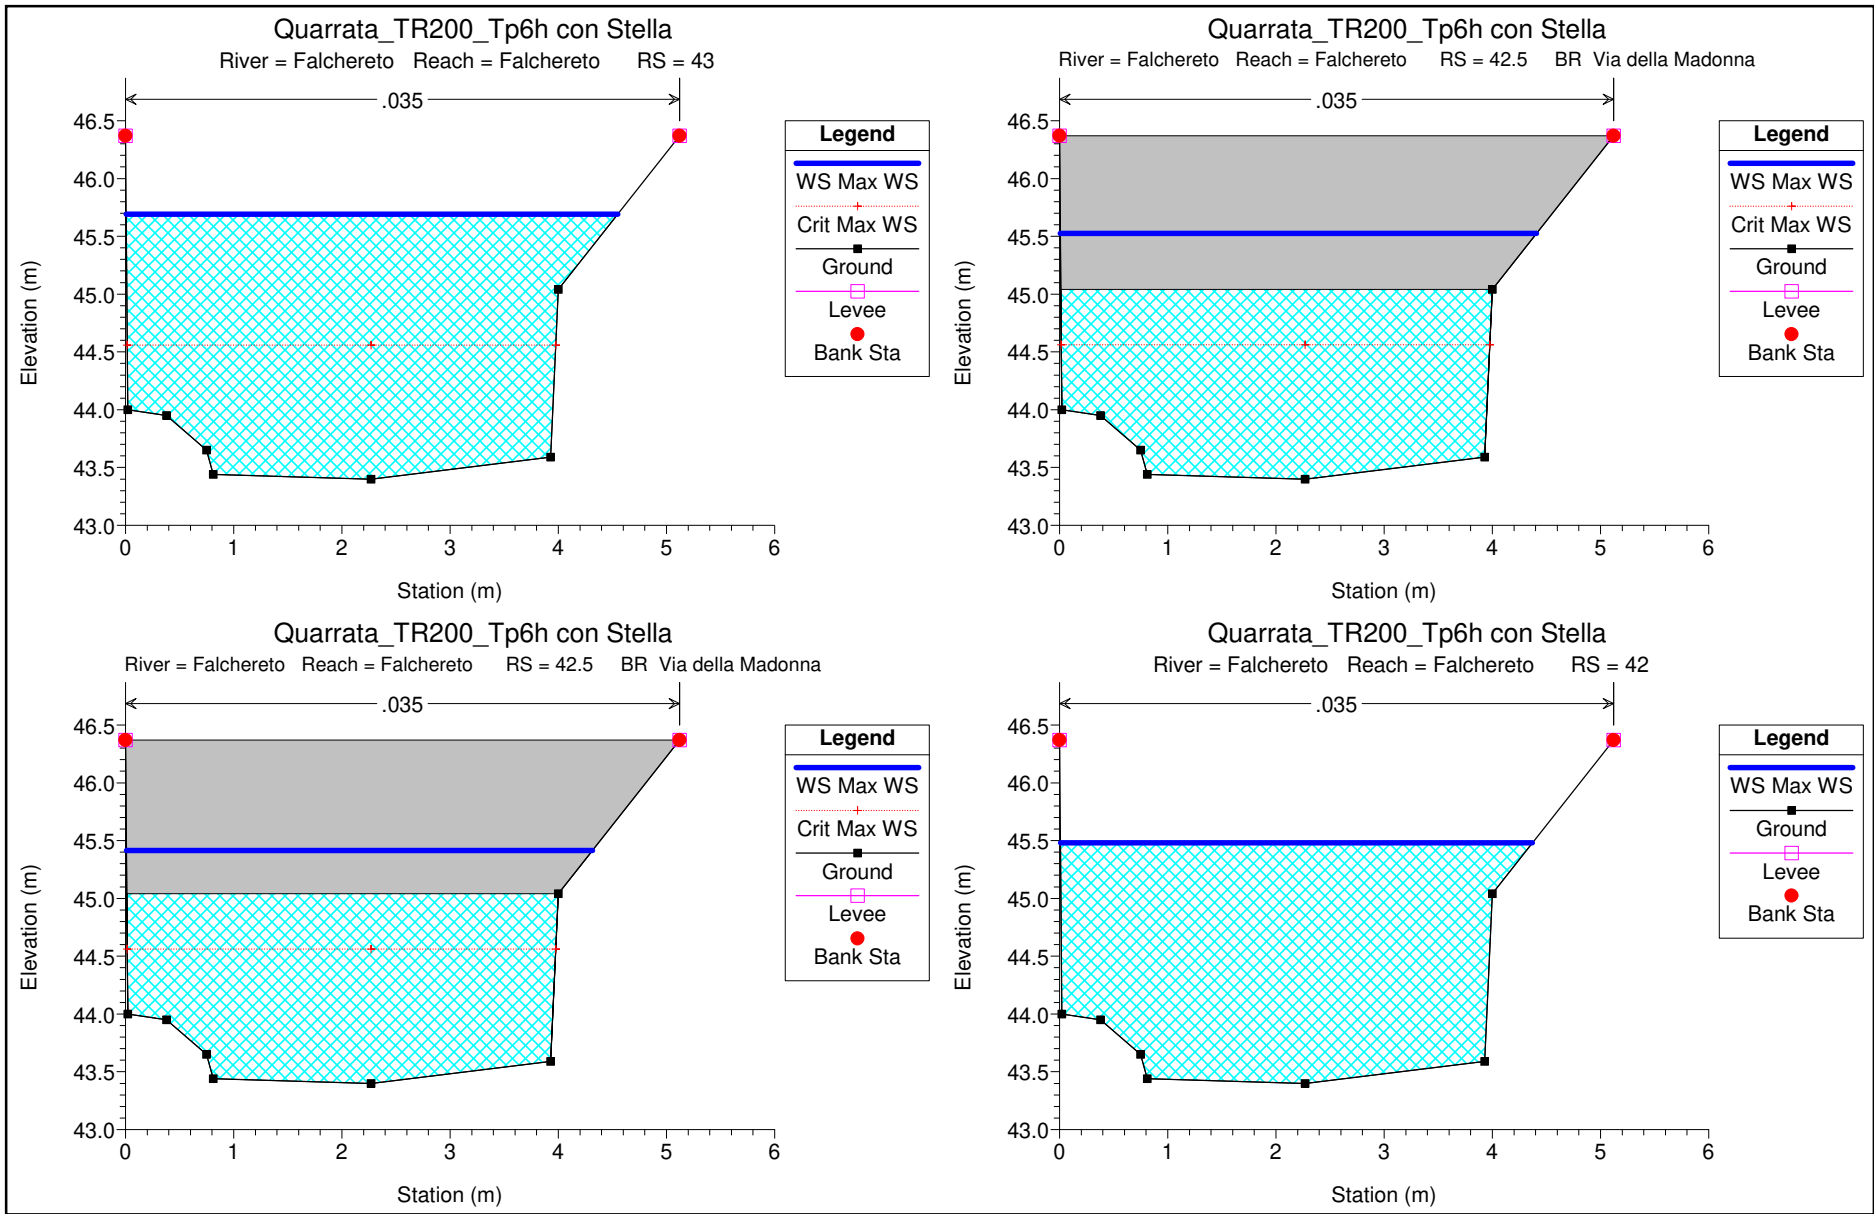 Quarrata_TR200_Tp6h con Stella
River = Falchereto Reach = Falchereto RS = 43
.035
46.5
46.0
45.5
45.0
44.5
44.0
43.5
43.0
0 1 2 3 4 5 6
Elevation (m)
Station (m)
Legend
WS Max WS
Crit Max WS
Ground
Levee
Bank Sta
Quarrata_TR200_Tp6h con Stella
River = Falchereto Reach = Falchereto RS = 42.5 BR Via della Madonna
.035
46.5
46.0
45.5
45.0
44.5
44.0
43.5
43.0
0 1 2 3 4 5 6
Elevation (m)
Station (m)
Legend
WS Max WS
Crit Max WS
Ground
Levee
Bank Sta
Quarrata_TR200_Tp6h con Stella
River = Falchereto Reach = Falchereto RS = 42.5 BR Via della Madonna
.035
46.5
46.0
45.5
45.0
44.5
44.0
43.5
43.0
0 1 2 3 4 5 6
Elevation (m)
Station (m)
Legend
WS Max WS
Crit Max WS
Ground
Levee
Bank Sta
Quarrata_TR200_Tp6h con Stella
River = Falchereto Reach = Falchereto RS = 42
.035
46.5
46.0
45.5
45.0
44.5
44.0
43.5
43.0
0 1 2 3 4 5 6
Elevation (m)
Station (m)
Legend
WS Max WS
Ground
Levee
Bank Sta